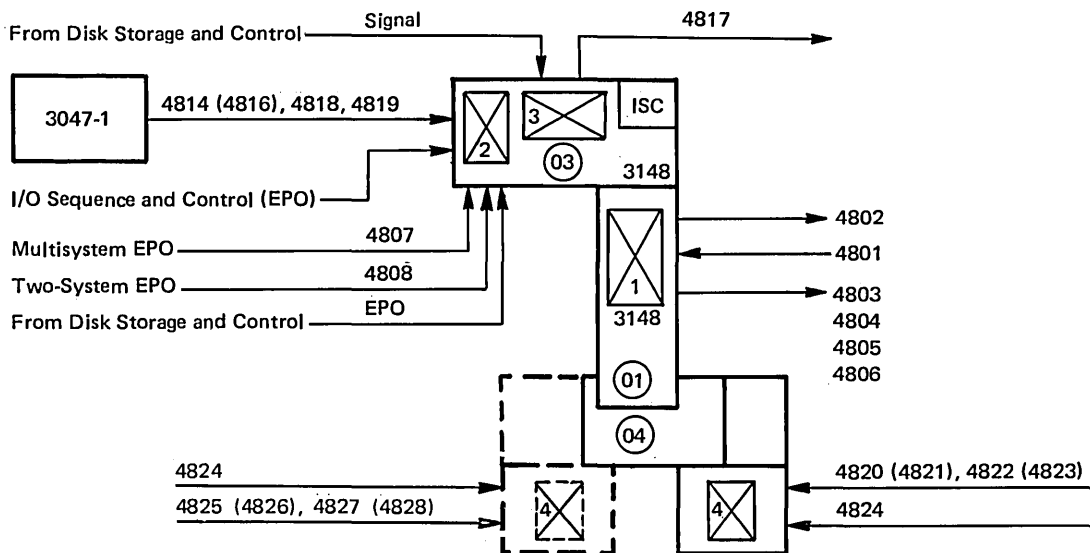 Signal
4817
From Disk Storage and Control
3047-1
4814 (4816), 4818, 4819
ISC
3
2
03
3148
I/O Sequence and Control (EPO)
4807
Multisystem EPO
4802
4801
4808
Two-System EPO
1
4803
EPO
From Disk Storage and Control
3148
4804
4805
01
4806
04
4824
4820 (4821), 4822 (4823)
4825 (4826), 4827 (4828)
4
4
4824